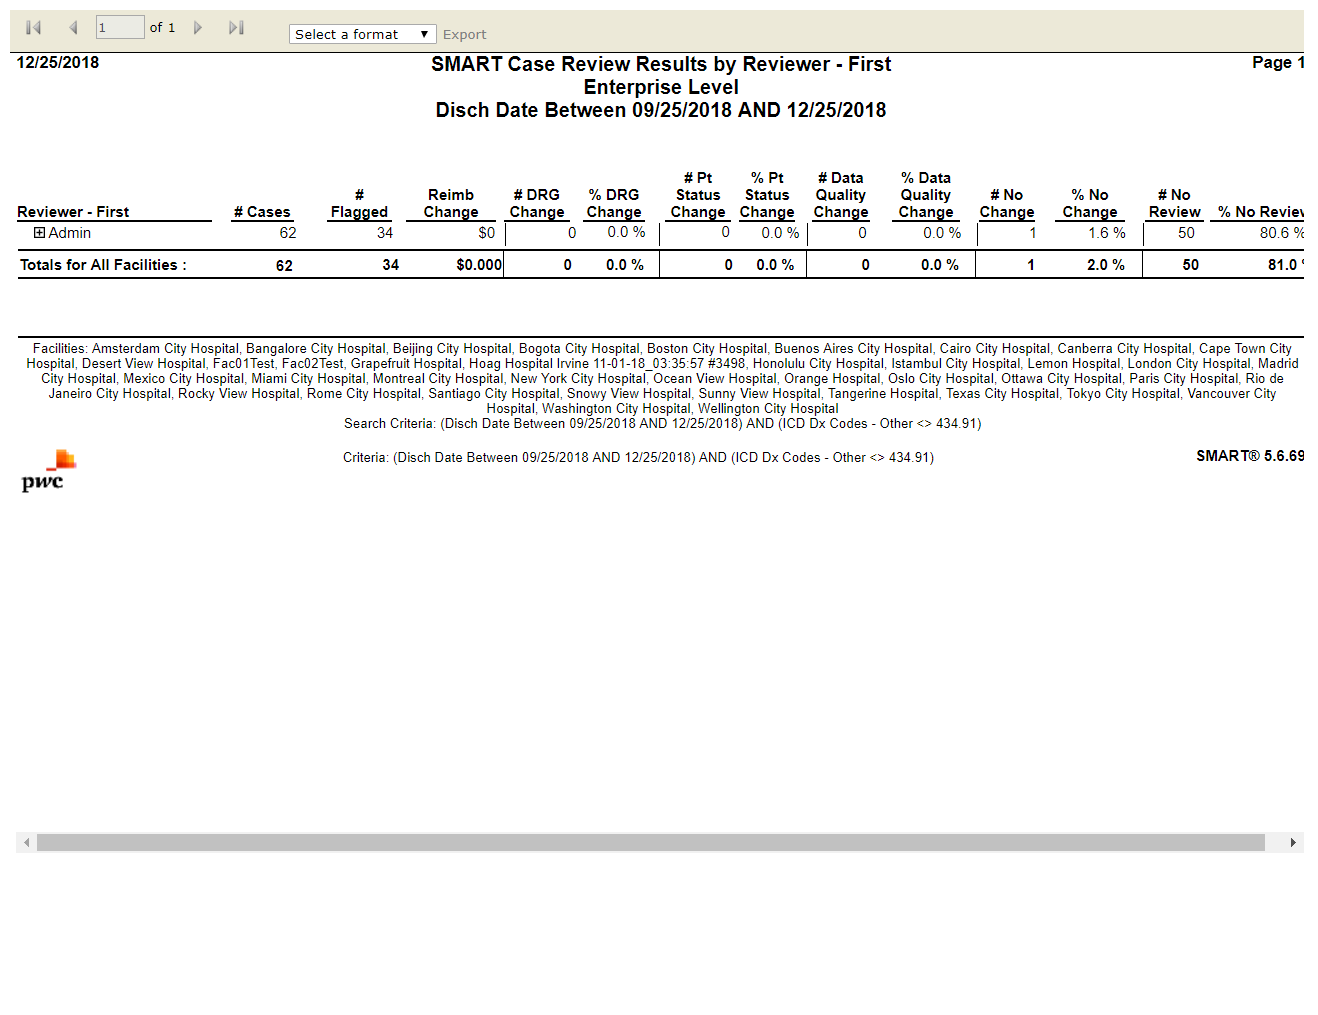 1 of 1 Select a format Export
12/25/2018 SMART Case Review Results by Reviewer - First Page 1
Enterprise Level
Disch Date Between 09/25/2018 AND 12/25/2018
# Pt % Pt # Data % Data
# Reimb # DRG % DRG Status Status Quality Quality # No % No # No
Reviewer - First # Cases Flagged Change Change Change Change Change Change Change Change Change Review % No Review
Admin 62 34 $0 0 0.0 % 0 0.0 % 0 0.0 % 1 1.6 % 50 80.6 %
Totals for All Facilities : 62 34 $0.000 0 0.0 % 0 0.0 % 0 0.0 % 1 2.0 % 50 81.0 %
Facilities: Amsterdam City Hospital, Bangalore City Hospital, Beijing City Hospital, Bogota City Hospital, Boston City Hospital, Buenos Aires City Hospital, Cairo City Hospital, Canberra City Hospital, Cape Town City
Hospital, Desert View Hospital, Fac01Test, Fac02Test, Grapefruit Hospital, Hoag Hospital Irvine 11-01-18_03:35:57 #3498, Honolulu City Hospital, Istambul City Hospital, Lemon Hospital, London City Hospital, Madrid
City Hospital, Mexico City Hospital, Miami City Hospital, Montreal City Hospital, New York City Hospital, Ocean View Hospital, Orange Hospital, Oslo City Hospital, Ottawa City Hospital, Paris City Hospital, Rio de
Janeiro City Hospital, Rocky View Hospital, Rome City Hospital, Santiago City Hospital, Snowy View Hospital, Sunny View Hospital, Tangerine Hospital, Texas City Hospital, Tokyo City Hospital, Vancouver City
Hospital, Washington City Hospital, Wellington City Hospital
Search Criteria: (Disch Date Between 09/25/2018 AND 12/25/2018) AND (ICD Dx Codes - Other <> 434.91)
Criteria: (Disch Date Between 09/25/2018 AND 12/25/2018) AND (ICD Dx Codes - Other <> 434.91) SMART® 5.6.69
pwc